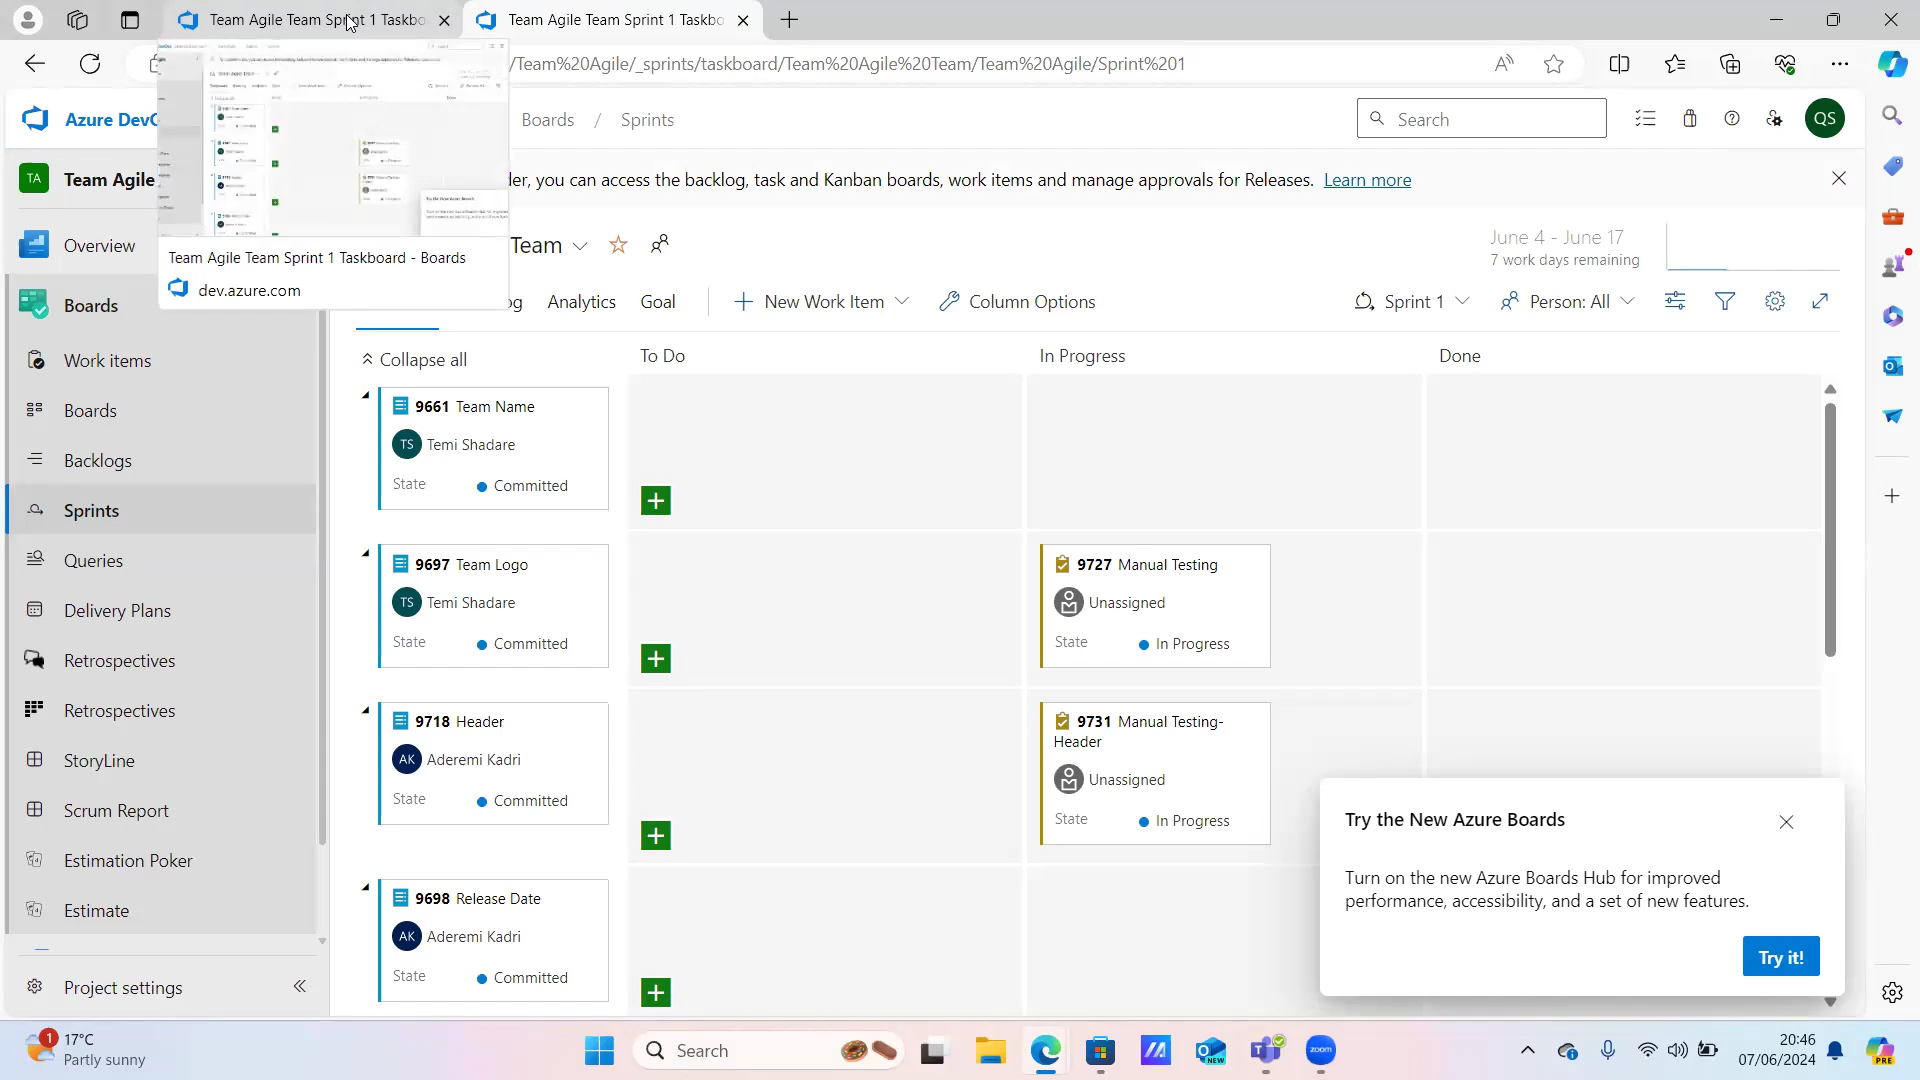 Team Agile Team Sprint 1 Taskbo
Team Agile Team Sprint 1 Taskbo
/Team%20Agile/_sprints/taskboard/Team%20Agile%20Team/Team%20Agile/Sprint%201
Azure DevO
Boards / Sprints
Search
QS
TA Team Agile
der, you can access the backlog, task and Kanban boards, work items and manage approvals for Releases. Learn more
Team Agile Team Sprint 1 Taskboard - Boards
dev.azure.com
Team
June 4 - June 17
7 work days remaining
og
Analytics
Goal
New Work Item
Column Options
Sprint 1
Person: All
Overview
Boards
Work items
Boards
Backlogs
Sprints
Queries
Delivery Plans
Retrospectives
Retrospectives
StoryLine
Scrum Report
Estimation Poker
Estimate
Project settings
Collapse all
To Do
In Progress
Done
9661 Team Name
TS Temi Shadare
State Committed
9697 Team Logo
TS Temi Shadare
State Committed
9727 Manual Testing
Unassigned
State In Progress
9718 Header
AK Aderemi Kadri
State Committed
9731 Manual Testing-
Header
Unassigned
State In Progress
9698 Release Date
AK Aderemi Kadri
State Committed
Try the New Azure Boards
Turn on the new Azure Boards Hub for improved
performance, accessibility, and a set of new features.
Try it!
1
17°C
Partly sunny
Search
NEW
zoom
20:46
07/06/2024
PRE